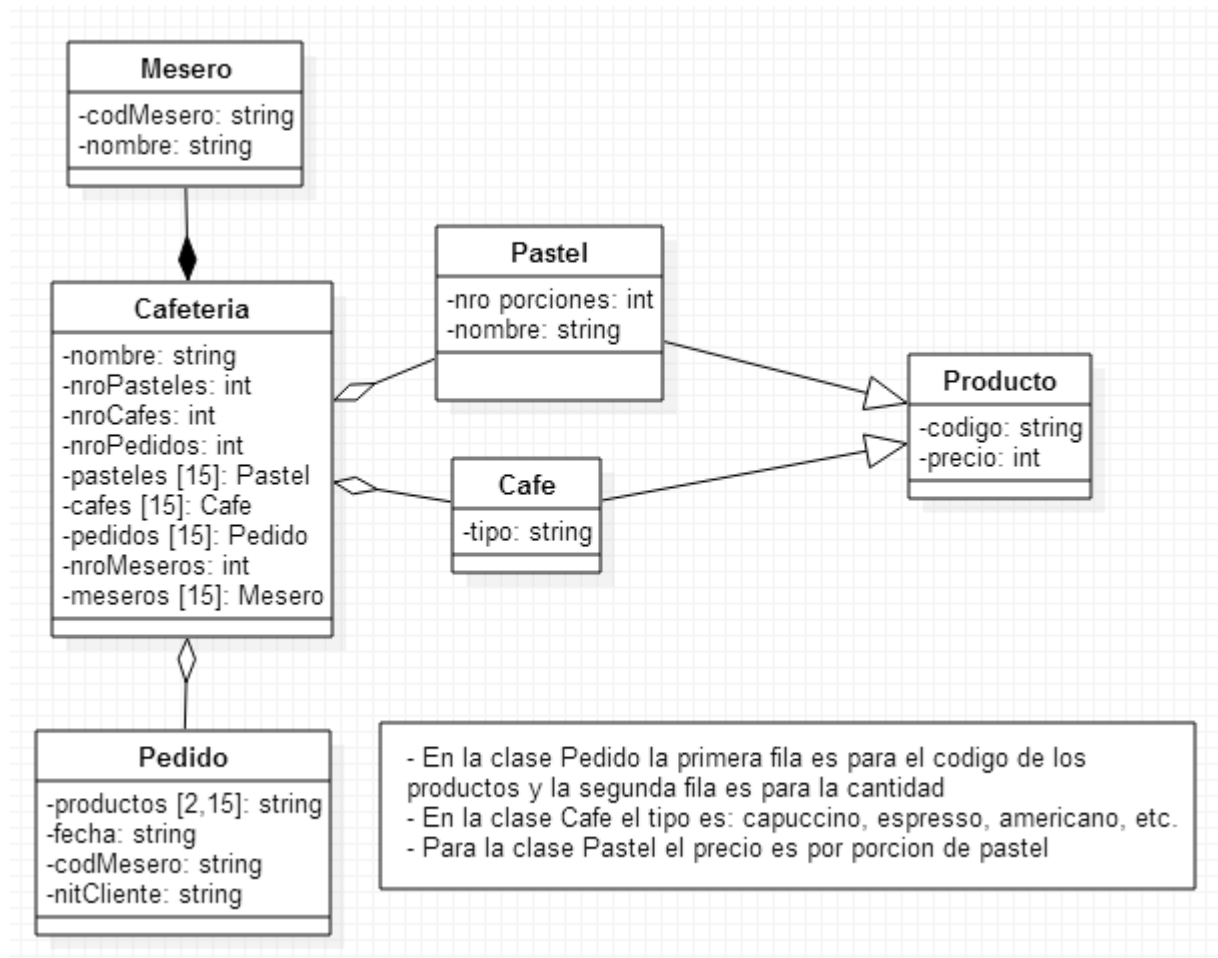 Mesero
-codMesero: string
-nombre: string
Pastel
-nro porciones: int
-nombre: string
Cafeteria
-nombre: string
-nroPasteles: int
-nroCafes: int
-nroPedidos: int
-pasteles [15]: Pastel
-cafes [15]: Cafe
-pedidos [15]: Pedido
-nroMeseros: int
-meseros [15]: Mesero
Producto
-codigo: string
-precio: int
Cafe
-tipo: string
Pedido
-productos [2,15]: string
-fecha: string
-codMesero: string
-nitCliente: string
- En la clase Pedido la primera fila es para el codigo de los
productos y la segunda fila es para la cantidad
- En la clase Cafe el tipo es: capuccino, espresso, americano, etc.
- Para la clase Pastel el precio es por porcion de pastel